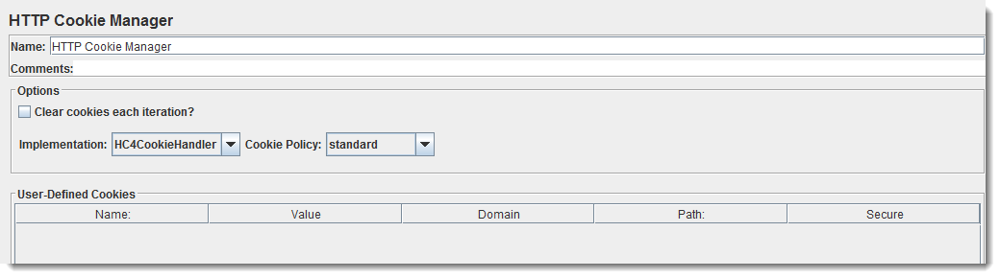 HTTP Cookie Manager
Name: HTTP Cookie Manager
Comments:
Options
Clear cookies each iteration?
Implementation: HC4CookieHandler Cookie Policy: standard
User-Defined Cookies
Name: Value Domain Path: Secure